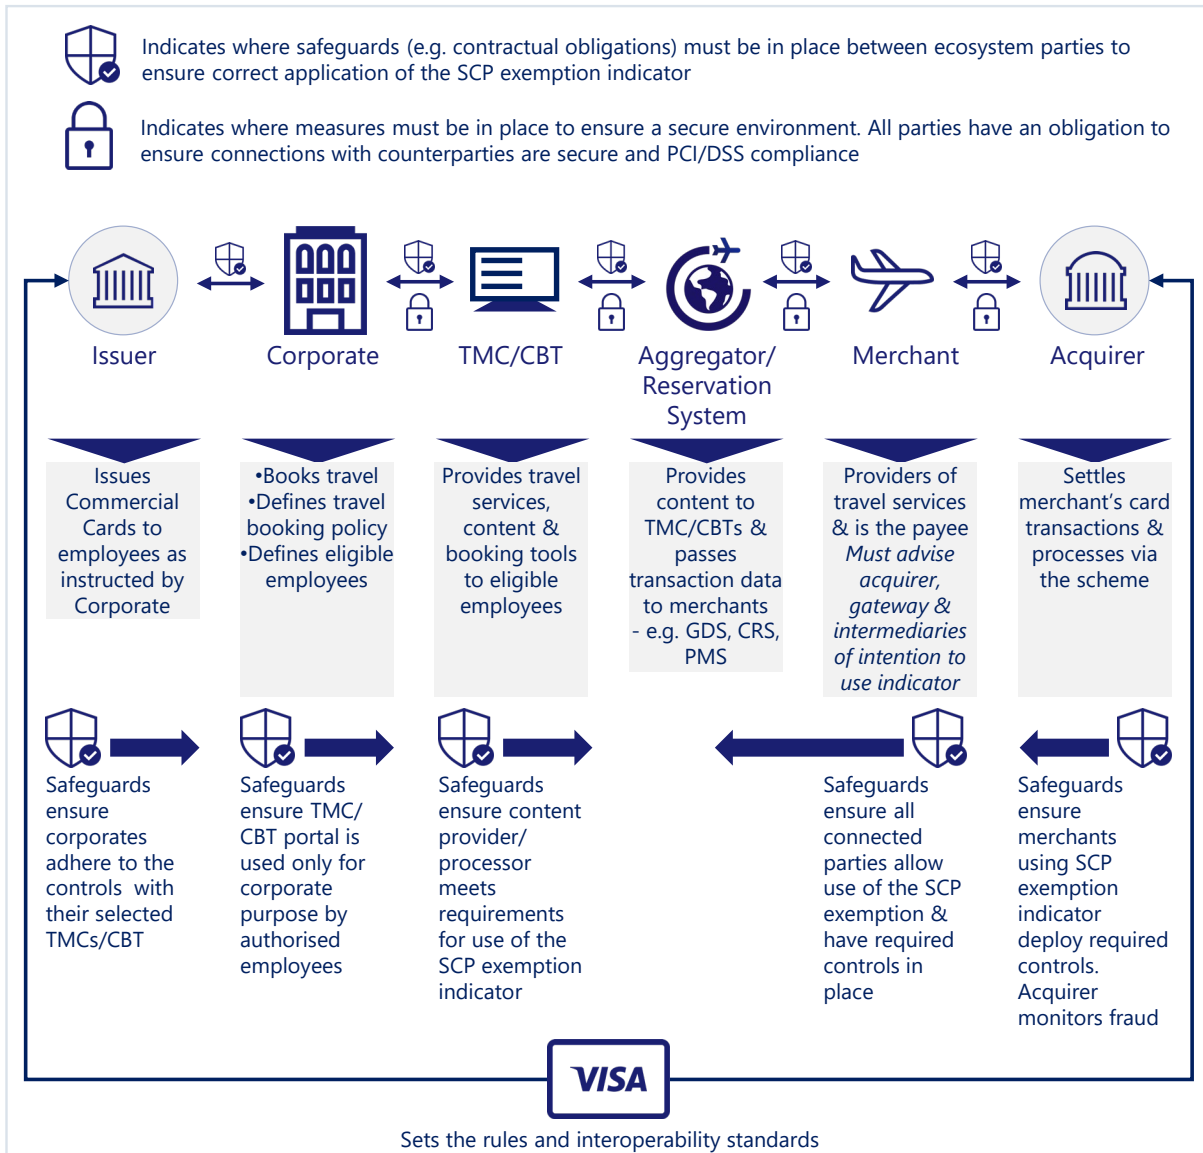 Indicates where safeguards (e.g. contractual obligations) must be in place between ecosystem parties to
ensure correct application of the SCP exemption indicator
Indicates where measures must be in place to ensure a secure environment. All parties have an obligation to
ensure connections with counterparties are secure and PCI/DSS compliance
Issuer
Corporate
TMC/CBT
Aggregator/
Reservation
System
Merchant
Acquirer
Issues
Commercial
Cards to
employees as
instructed by
Corporate
•Books travel
•Defines travel
booking policy
•Defines eligible
employees
Provides travel
services,
content &
booking tools
to eligible
employees
Provides
content to
TMC/CBTs &
passes
transaction data
to merchants
- e.g. GDS, CRS,
PMS
Providers of
travel services
& is the payee
Must advise
acquirer,
gateway &
intermediaries
of intention to
use indicator
Settles
merchant's card
transactions &
processes via
the scheme
Safeguards
ensure
corporates
adhere to the
controls with
their selected
TMCs/CBT
Safeguards
ensure TMC/
CBT portal is
used only for
corporate
purpose by
authorised
employees
Safeguards
ensure content
provider/
processor
meets
requirements
for use of the
SCP exemption
indicator
Safeguards
ensure all
connected
parties allow
use of the SCP
exemption &
have required
controls in
place
Safeguards
ensure
merchants
using SCP
exemption
indicator
deploy required
controls.
Acquirer
monitors fraud
VISA
Sets the rules and interoperability standards